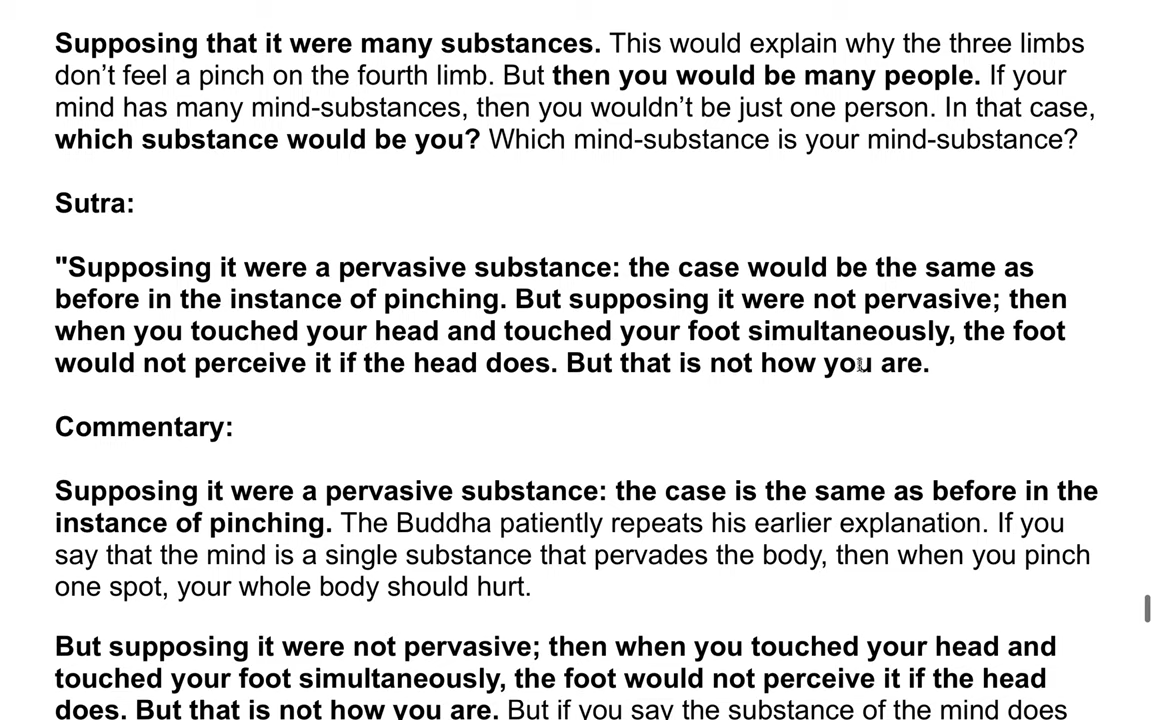 Supposing that it were many substances. This would explain why the three limbs
don’t feel a pinch on the fourth limb. But then you would be many people. If your
mind has many mind-substances, then you wouldn’t be just one person. In that case,
which substance would be you? Which mind-substance is your mind-substance?
Sutra:
"Supposing it were a pervasive substance: the case would be the same as
before in the instance of pinching. But supposing it were not pervasive; then
when you touched your head and touched your foot simultaneously, the foot
would not perceive it if the head does. But that is not how you are.
Commentary:
Supposing it were a pervasive substance: the case is the same as before in the
instance of pinching. The Buddha patiently repeats his earlier explanation. If you
say that the mind is a single substance that pervades the body, then when you pinch
one spot, your whole body should hurt.
But supposing it were not pervasive; then when you touched your head and
touched your foot simultaneously, the foot would not perceive it if the head
does. But that is not how you are. But if you say the substance of the mind does